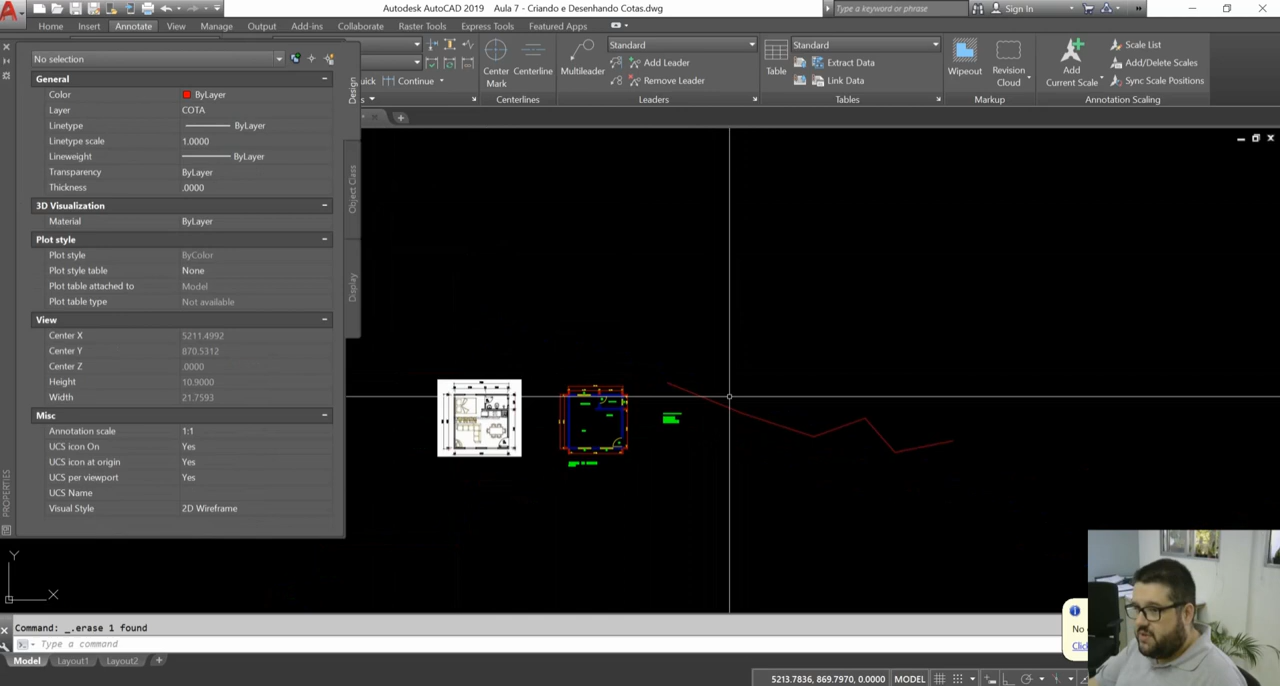 Autodesk AutoCAD 2019 Aula 7 - Criando e Desenhando Cotas.dwg
Type a keyword or phrase
Sign In
Home Insert Annotate View Manage Output Add-ins Collaborate Raster Tools Express Tools Featured Apps
No selection
General
Color ByLayer
Layer COTA
Linetype ByLayer
Linetype scale 1.0000
Lineweight ByLayer
Transparency ByLayer
Thickness .0000
3D Visualization
Material ByLayer
Plot style
Plot style ByColor
Plot style table None
Plot table attached to Model
Plot table type Not available
View
Center X 5211.4992
Center Y 870.5312
Center Z .0000
Height 10.9000
Width 21.7593
Misc
Annotation scale 1:1
UCS icon On Yes
UCS icon at origin Yes
UCS per viewport Yes
UCS Name
Visual Style 2D Wireframe
Design
Object Class
Display
PROPERTIES
Continue
Center Mark
Centerline
Centerlines
Multileader
Standard
Add Leader
Remove Leader
Leaders
Table
Standard
Extract Data
Link Data
Tables
Wipeout
Revision Cloud
Markup
Add Current Scale
Scale List
Add/Delete Scales
Sync Scale Positions
Annotation Scaling
Y
X
Command: _.erase 1 found
Type a command
Model Layout1 Layout2
5213.7836, 869.7970, 0.0000 MODEL